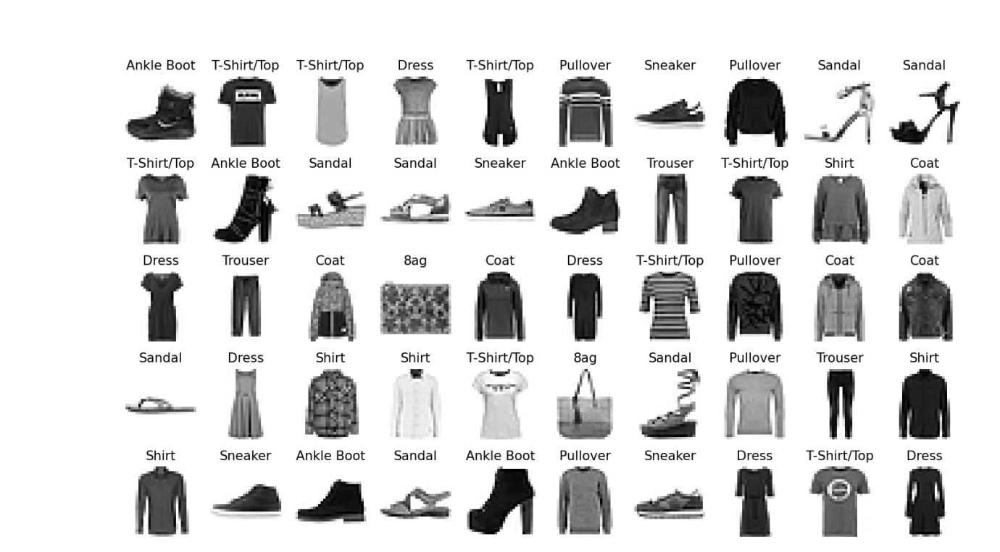 Ankle Boot T-Shirt/Top T-Shirt/Top Dress T-Shirt/Top Pullover Sneaker Pullover Sandal Sandal
T-Shirt/Top Ankle Boot Sandal Sandal Sneaker Ankle Boot Trouser T-Shirt/Top Shirt Coat
Dress Trouser Coat 8ag Coat Dress T-Shirt/Top Pullover Coat Coat
Sandal Dress Shirt Shirt T-Shirt/Top 8ag Sandal Pullover Trouser Shirt
Shirt Sneaker Ankle Boot Sandal Ankle Boot Pullover Sneaker Dress T-Shirt/Top Dress